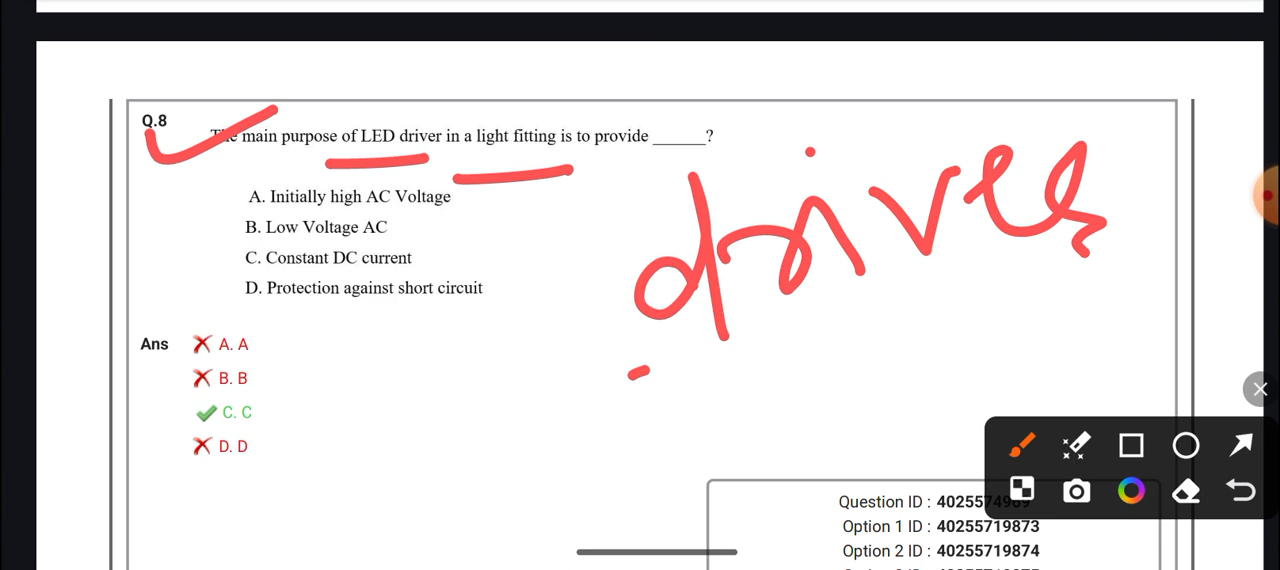 Q.8
The main purpose of LED driver in a light fitting is to provide ______?
A. Initially high AC Voltage
B. Low Voltage AC
C. Constant DC current
D. Protection against short circuit
driver
Ans
A. A
B. B
C. C
D. D
Question ID :
Option 1 ID : 40255719873
Option 2 ID : 40255719874